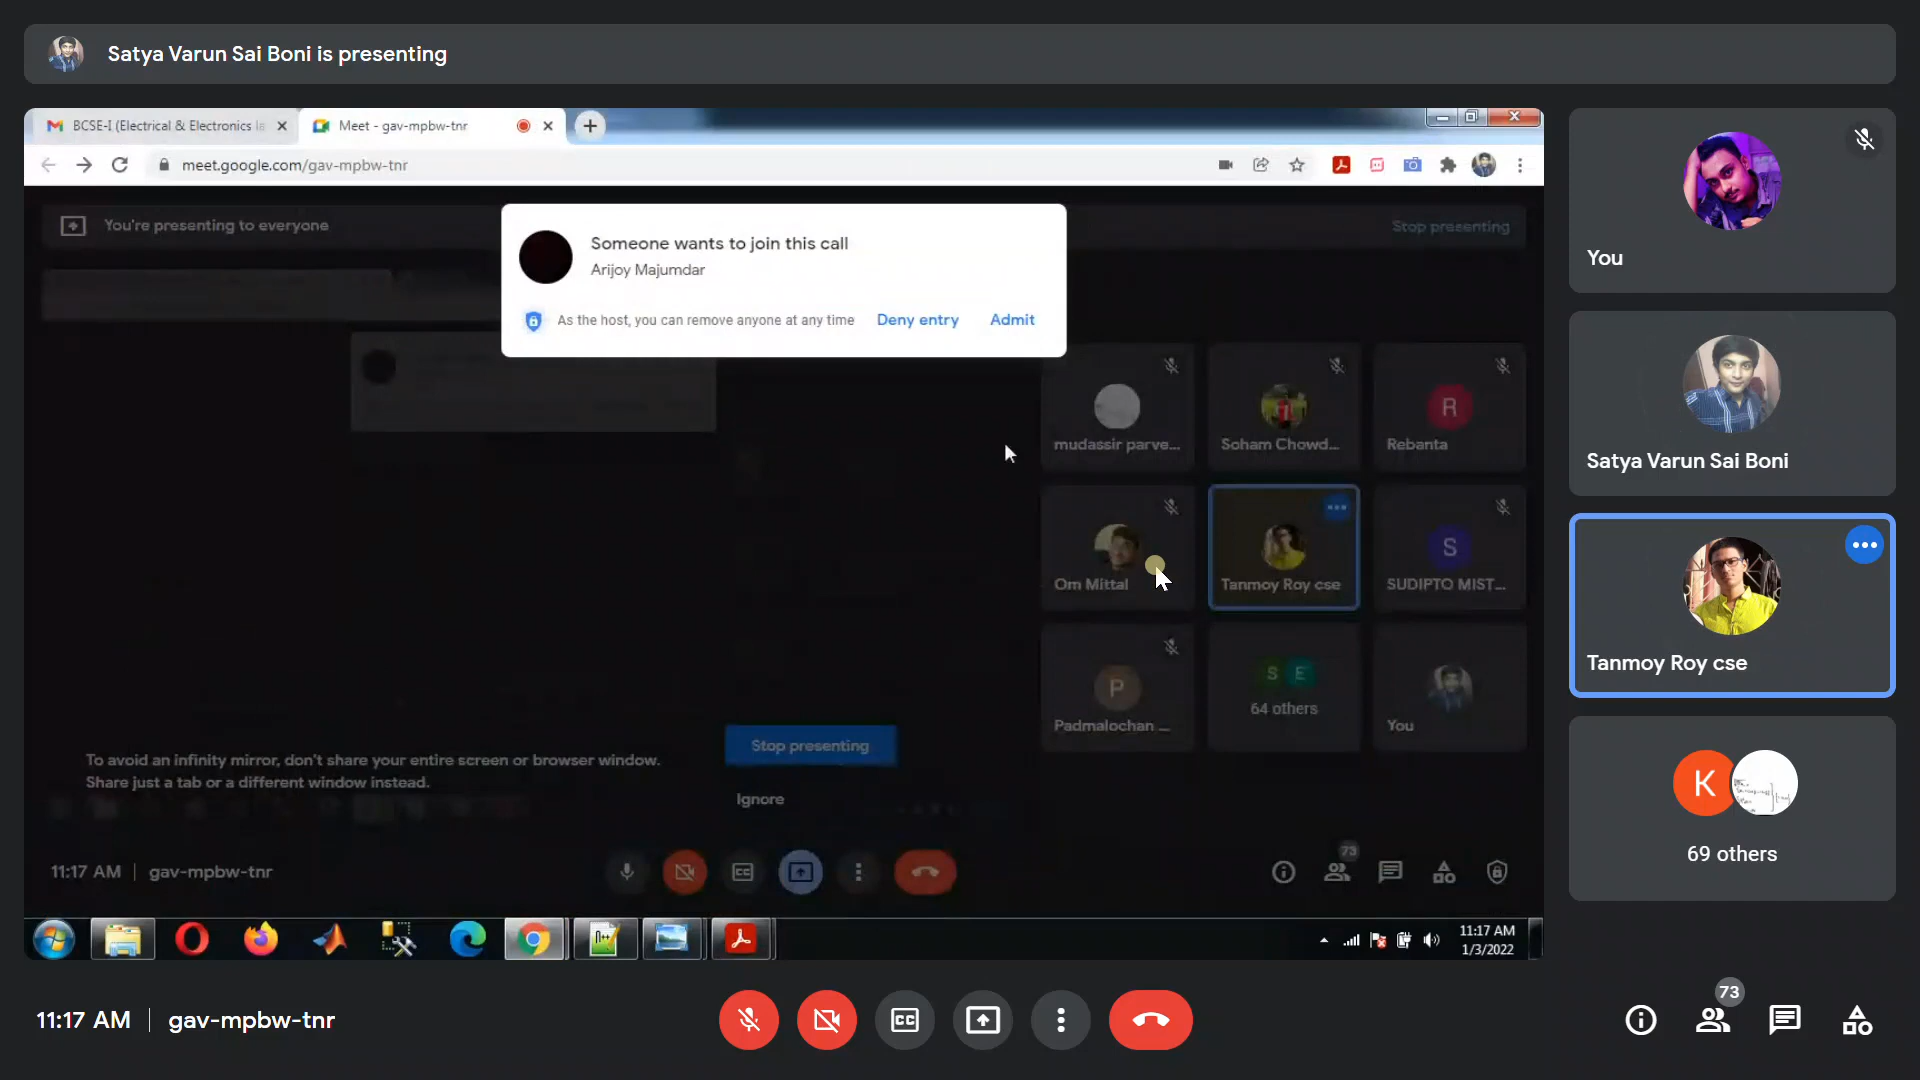 Satya Varun Sai Boni is presenting
BCSE-I (Electrical & Electronics
Meet - gav-mpbw-tnr
meet.google.com/gav-mpbw-tnr
You're presenting to everyone
Stop presenting
Someone wants to join this call
Arijoy Majumdar
As the host, you can remove anyone at any time
Deny entry
Admit
mudassir parve...
Soham Chowd...
R
Rebanta
Om Mittal
Tanmoy Roy cse
S
SUDIPTO MIST...
P
Padmalochan ...
S E
64 others
You
To avoid an infinity mirror, don't share your entire screen or browser window.
Share just a tab or a different window instead.
Stop presenting
Ignore
11:17 AM | gav-mpbw-tnr
CC
73
11:17 AM
1/3/2022
You
Satya Varun Sai Boni
Tanmoy Roy cse
K
69 others
11:17 AM | gav-mpbw-tnr
CC
73